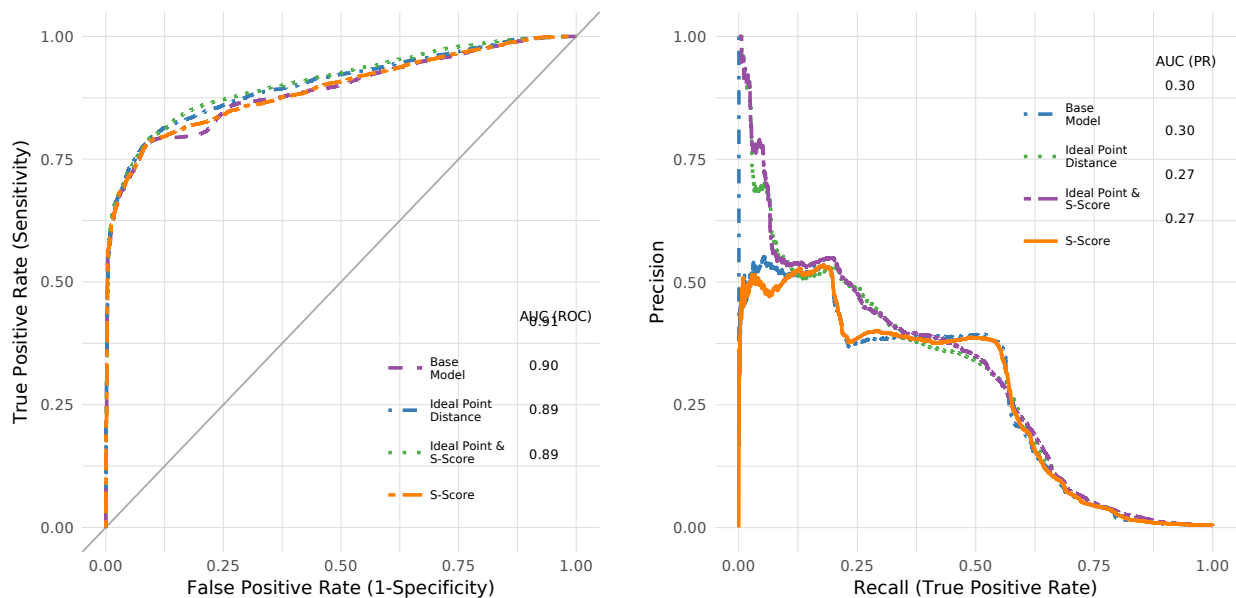 1.00
0.75
0.50
0.25
0.00
True Positive Rate (Sensitivity)
0.00
0.25
0.50
0.75
1.00
False Positive Rate (1-Specificity)
AUC (ROC)
0.91
Base
Model
0.90
Ideal Point
Distance
0.89
Ideal Point &
S-Score
0.89
S-Score
1.00
0.75
0.50
0.25
0.00
Precision
0.00
0.25
0.50
0.75
1.00
Recall (True Positive Rate)
AUC (PR)
0.30
Base
Model
0.30
Ideal Point
Distance
0.27
Ideal Point &
S-Score
0.27
S-Score